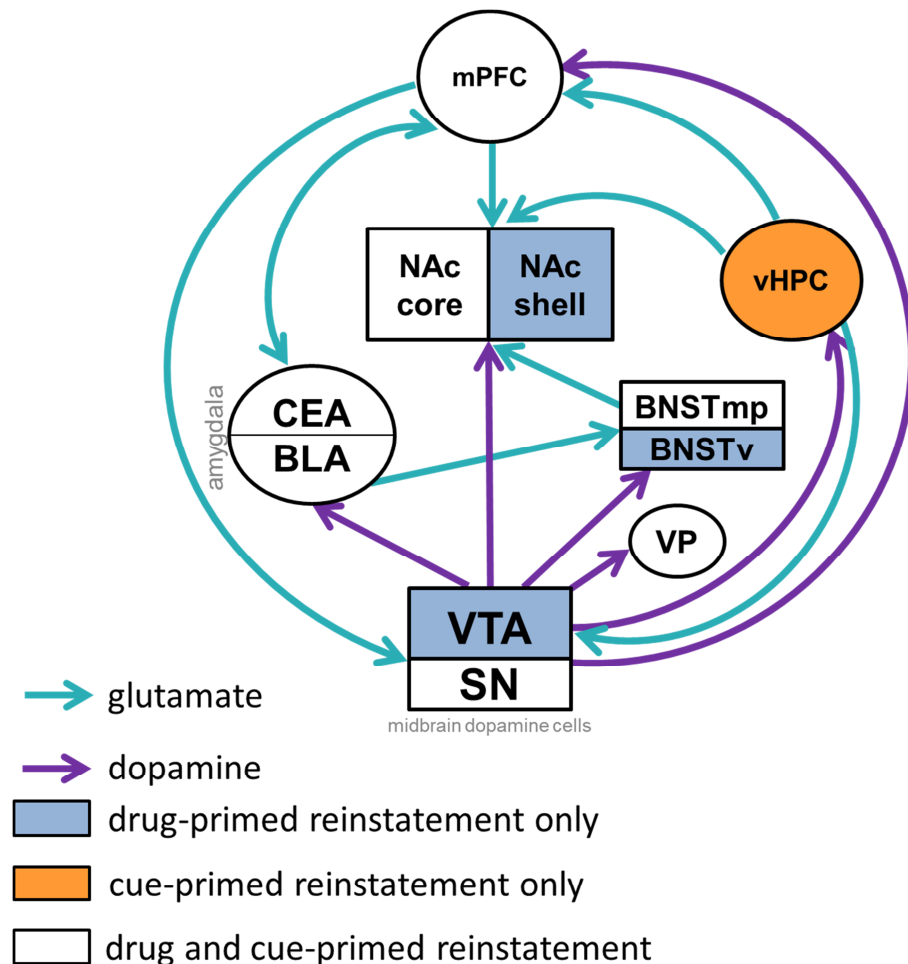 mPFC
NAc
core
NAc
shell
vHPC
amygdala
CEA
BLA
BNSTmp
BNSTv
VP
VTA
SN
midbrain dopamine cells
glutamate
dopamine
drug-primed reinstatement only
cue-primed reinstatement only
drug and cue-primed reinstatement